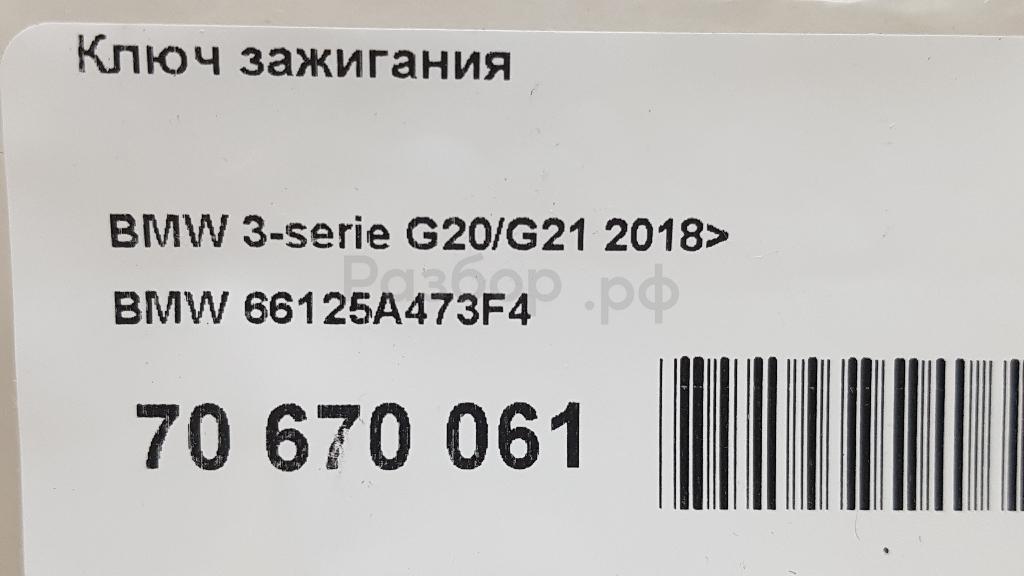 Ключ зажигания
BMW 3-serie G20/G21 2018>
Разбор.рф
BMW 66125A473F4
70 670 061